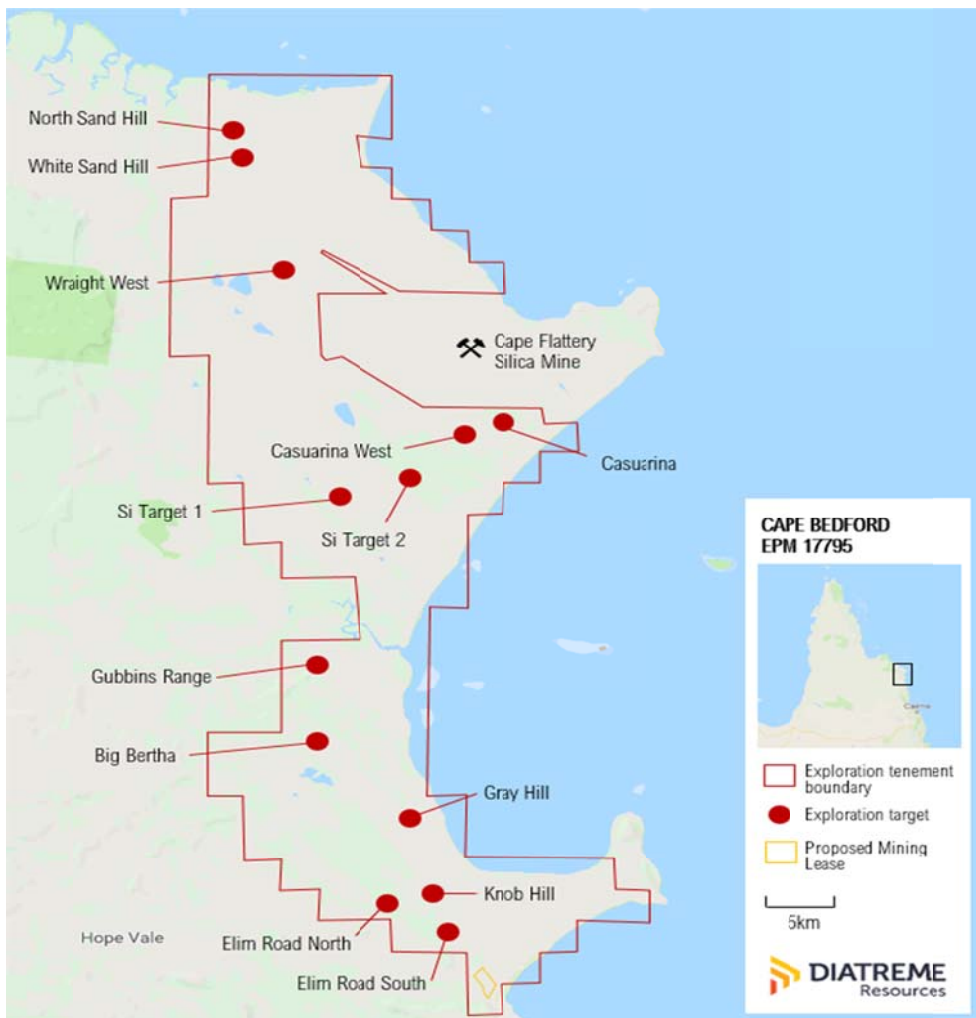 North Sand Hill
White Sand Hill
Wraight West
Cape Flattery
Silica Mine
Casuarina West
Casuarina
Si Target 1
Si Target 2
Gubbins Range
Big Bertha
Gray Hill
Knob Hill
Elim Road North
Hope Vale
Elim Road South
CAPE BEDFORD
EPM 17795
Cairns
Exploration tenement
boundary
Exploration target
Proposed Mining
Lease
5km
DIATREME
Resources